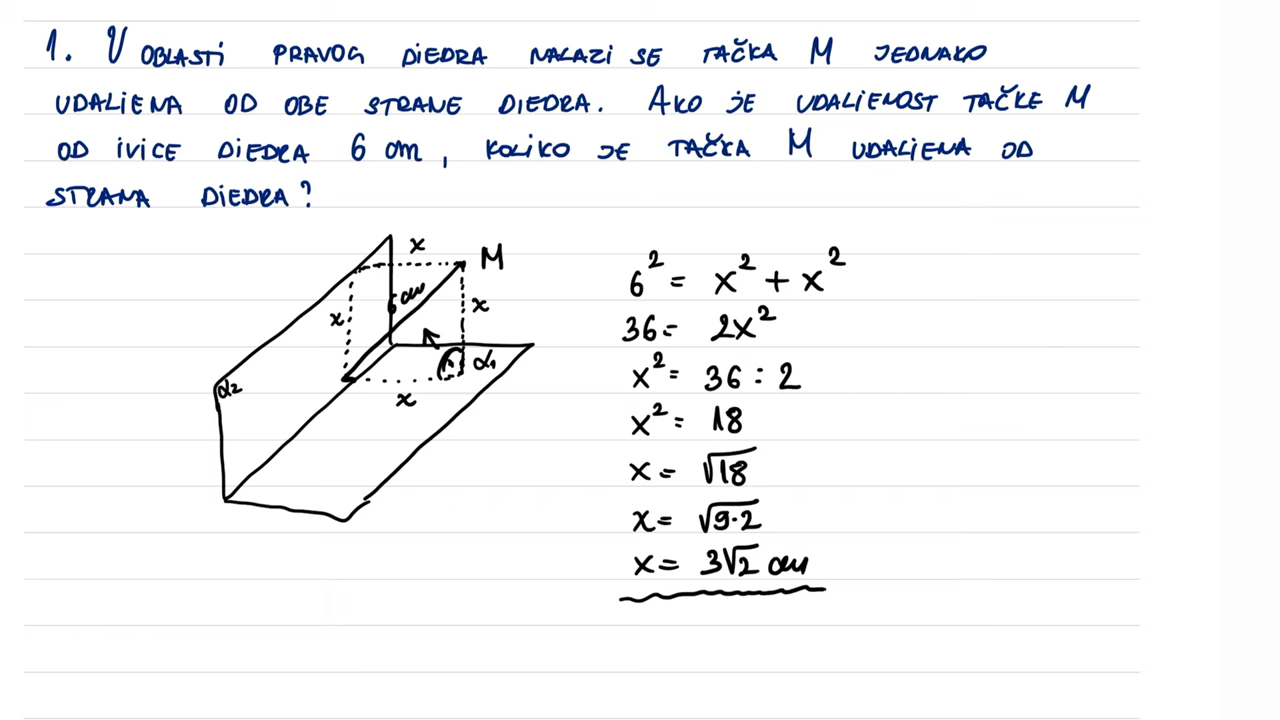 1. U OBLASTI PRAVOG DIEDRA NALAZI SE TAČKA M JEDNAKO
UDALJENA OD OBE STRANE DIEDRA. AKO JE UDALJENOST TAČKE M
OD IVICE DIEDRA 6 cm, KOLIKO JE TAČKA M UDALJENA OD
STRANA DIEDRA?
x
M
6 cm
x
x
α₁
x
α₂
6² = x² + x²
36 = 2x²
x² = 36 : 2
x² = 18
x = √18
x = √9·2
x = 3√2 cm